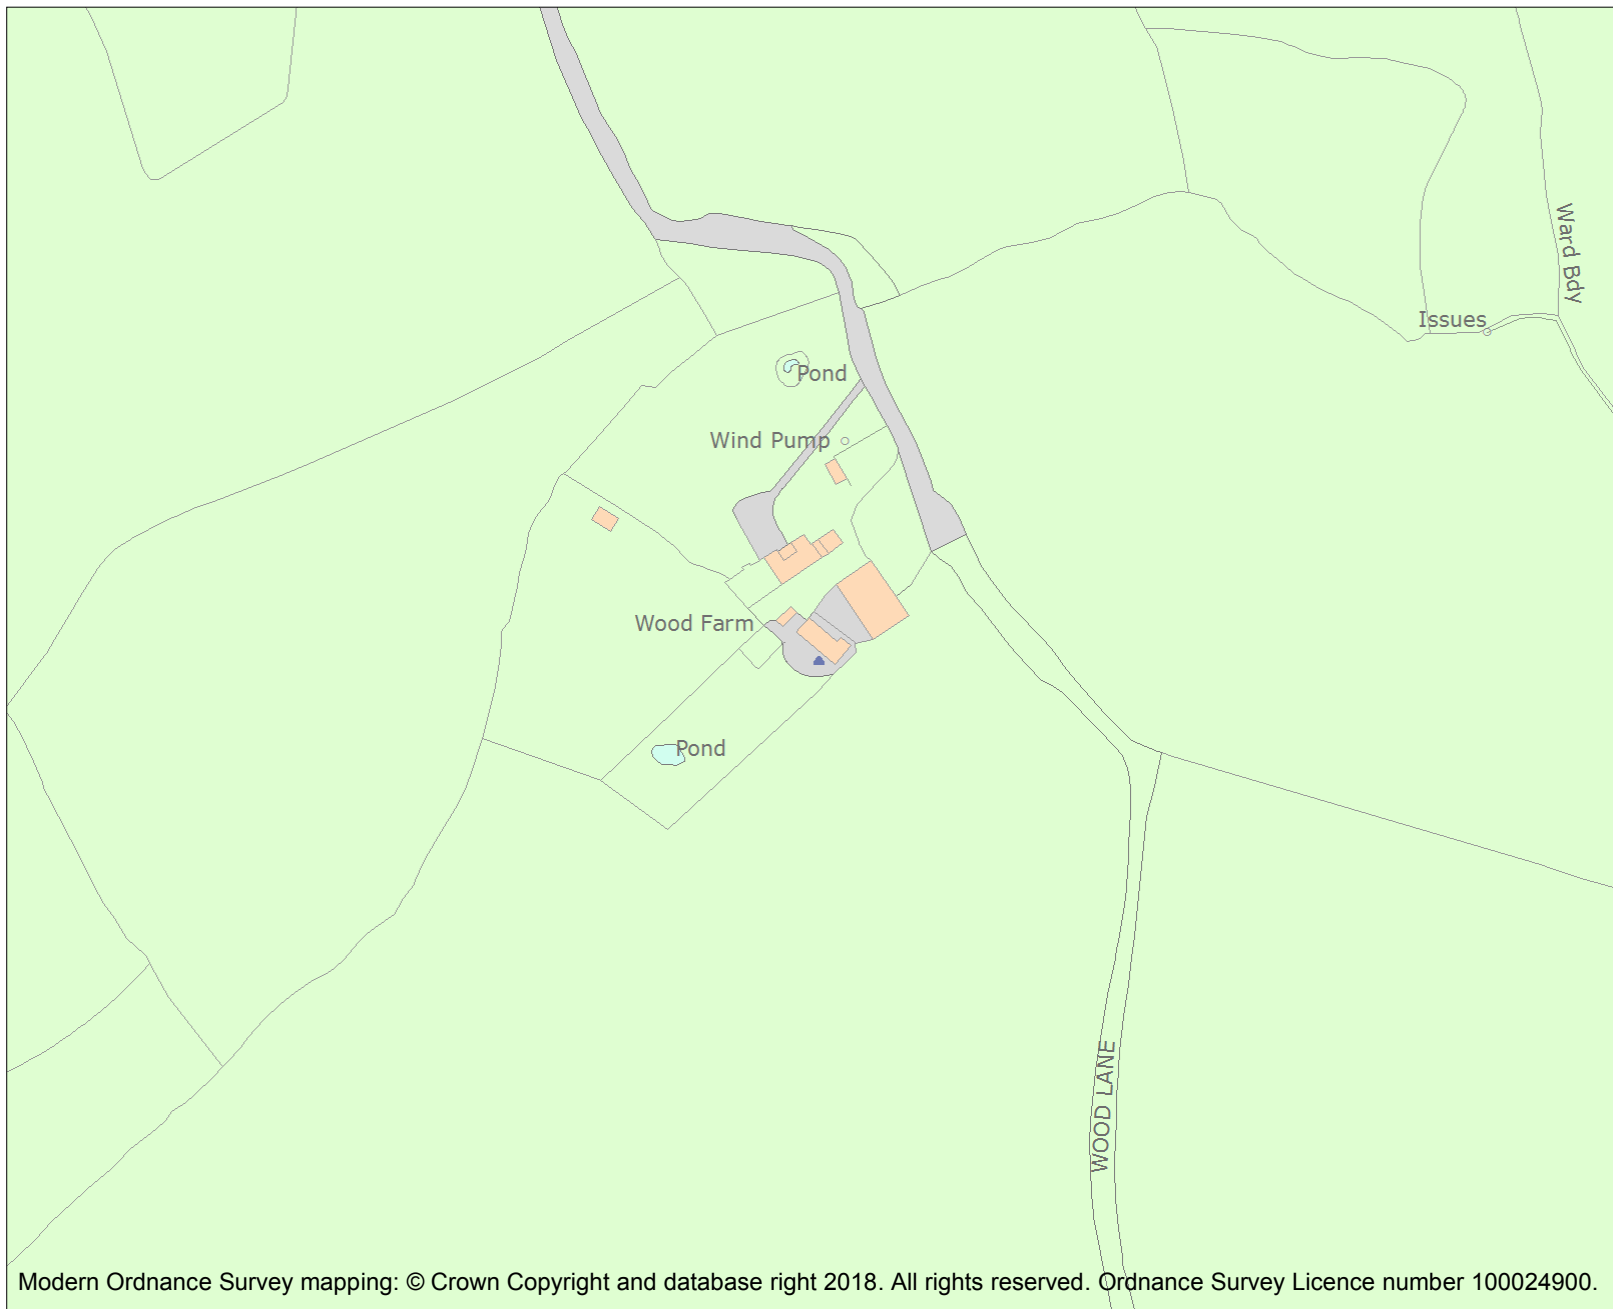 Ward Bdy
Issues
Pond
Wind Pump
Wood Farm
Pond
WOOD LANE
Modern Ordnance Survey mapping: © Crown Copyright and database right 2018. All rights reserved. Ordnance Survey Licence number 100024900.